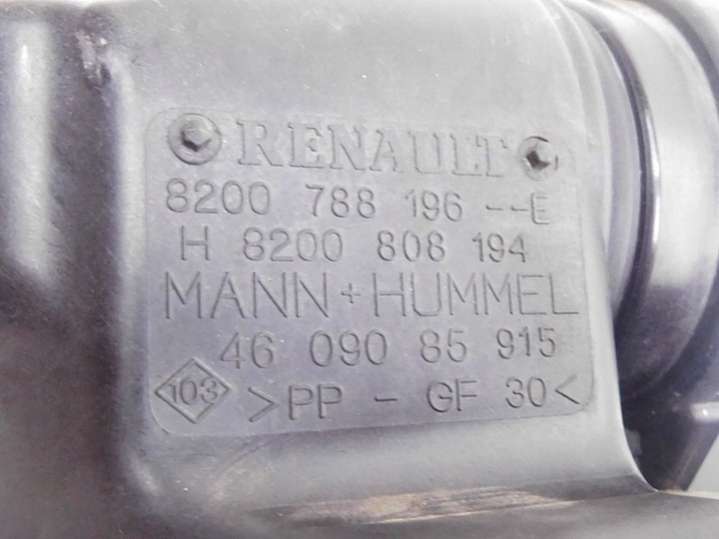 RENAULT
8200 788 196 --E
H 8200 808 194
MANN+HUMMEL
46 090 85 915
103 >PP - GF 30<